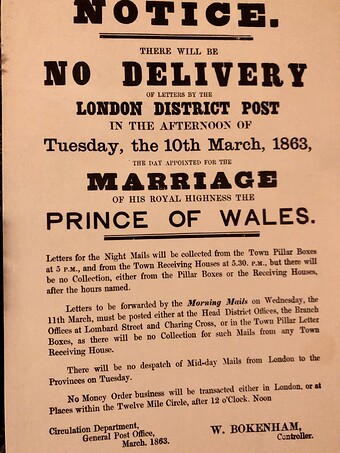 NOTICE.
THERE WILL BE
NO DELIVERY
OF LETTERS BY THE
LONDON DISTRICT POST
IN THE AFTERNOON OF
Tuesday, the 10th March, 1863,
THE DAY APPOINTED FOR THE
MARRIAGE
OF HIS ROYAL HIGHNESS THE
PRINCE OF WALES.
Letters for the Night Mails will be collected from the Town Pillar Boxes
at 5 P.M., and from the Town Receiving Houses at 5.30. P.M., but there will
be no Collection, either from the Pillar Boxes or the Receiving Houses,
after the hours named.
Letters to be forwarded by the Morning Mails on Wednesday, the
11th March, must be posted either at the Head District Offices, the Branch
Offices at Lombard Street and Charing Cross, or in the Town Pillar Letter
Boxes, as there will be no Collection for such Mails from any Town
Receiving House.
There will be no despatch of Mid-day Mails from London to the
Provinces on Tuesday.
No Money Order business will be transacted either in London, or at
Places within the Twelve Mile Circle, after 12 o'Clock. Noon
Circulation Department,
General Post Office,
March. 1863.
W. BOKENHAM,
Controller.